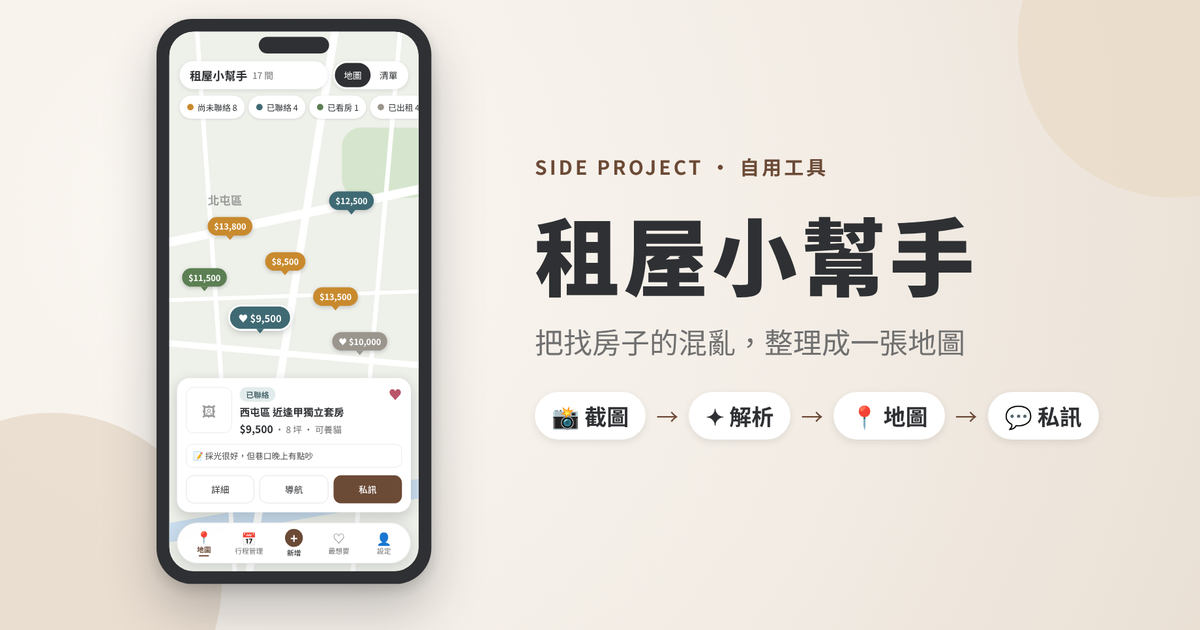 租屋小幫手 17 間
地圖 清單
尚未聯絡 8 已聯絡 4 已看房 1 已出租 4
北屯區
$12,500
$13,800
$8,500
$11,500
$13,500
♥ $9,500
♥ $10,000
已聯絡
西屯區 近逢甲獨立套房
$9,500 · 8 坪 · 可養貓
📝 採光很好，但巷口晚上有點吵
詳細 導航 私訊
地圖 行程管理 新增 最想要 設定
SIDE PROJECT · 自用工具
租屋小幫手
把找房子的混亂，整理成一張地圖
📸 截圖 → ✦ 解析 → 📍 地圖 → 💬 私訊